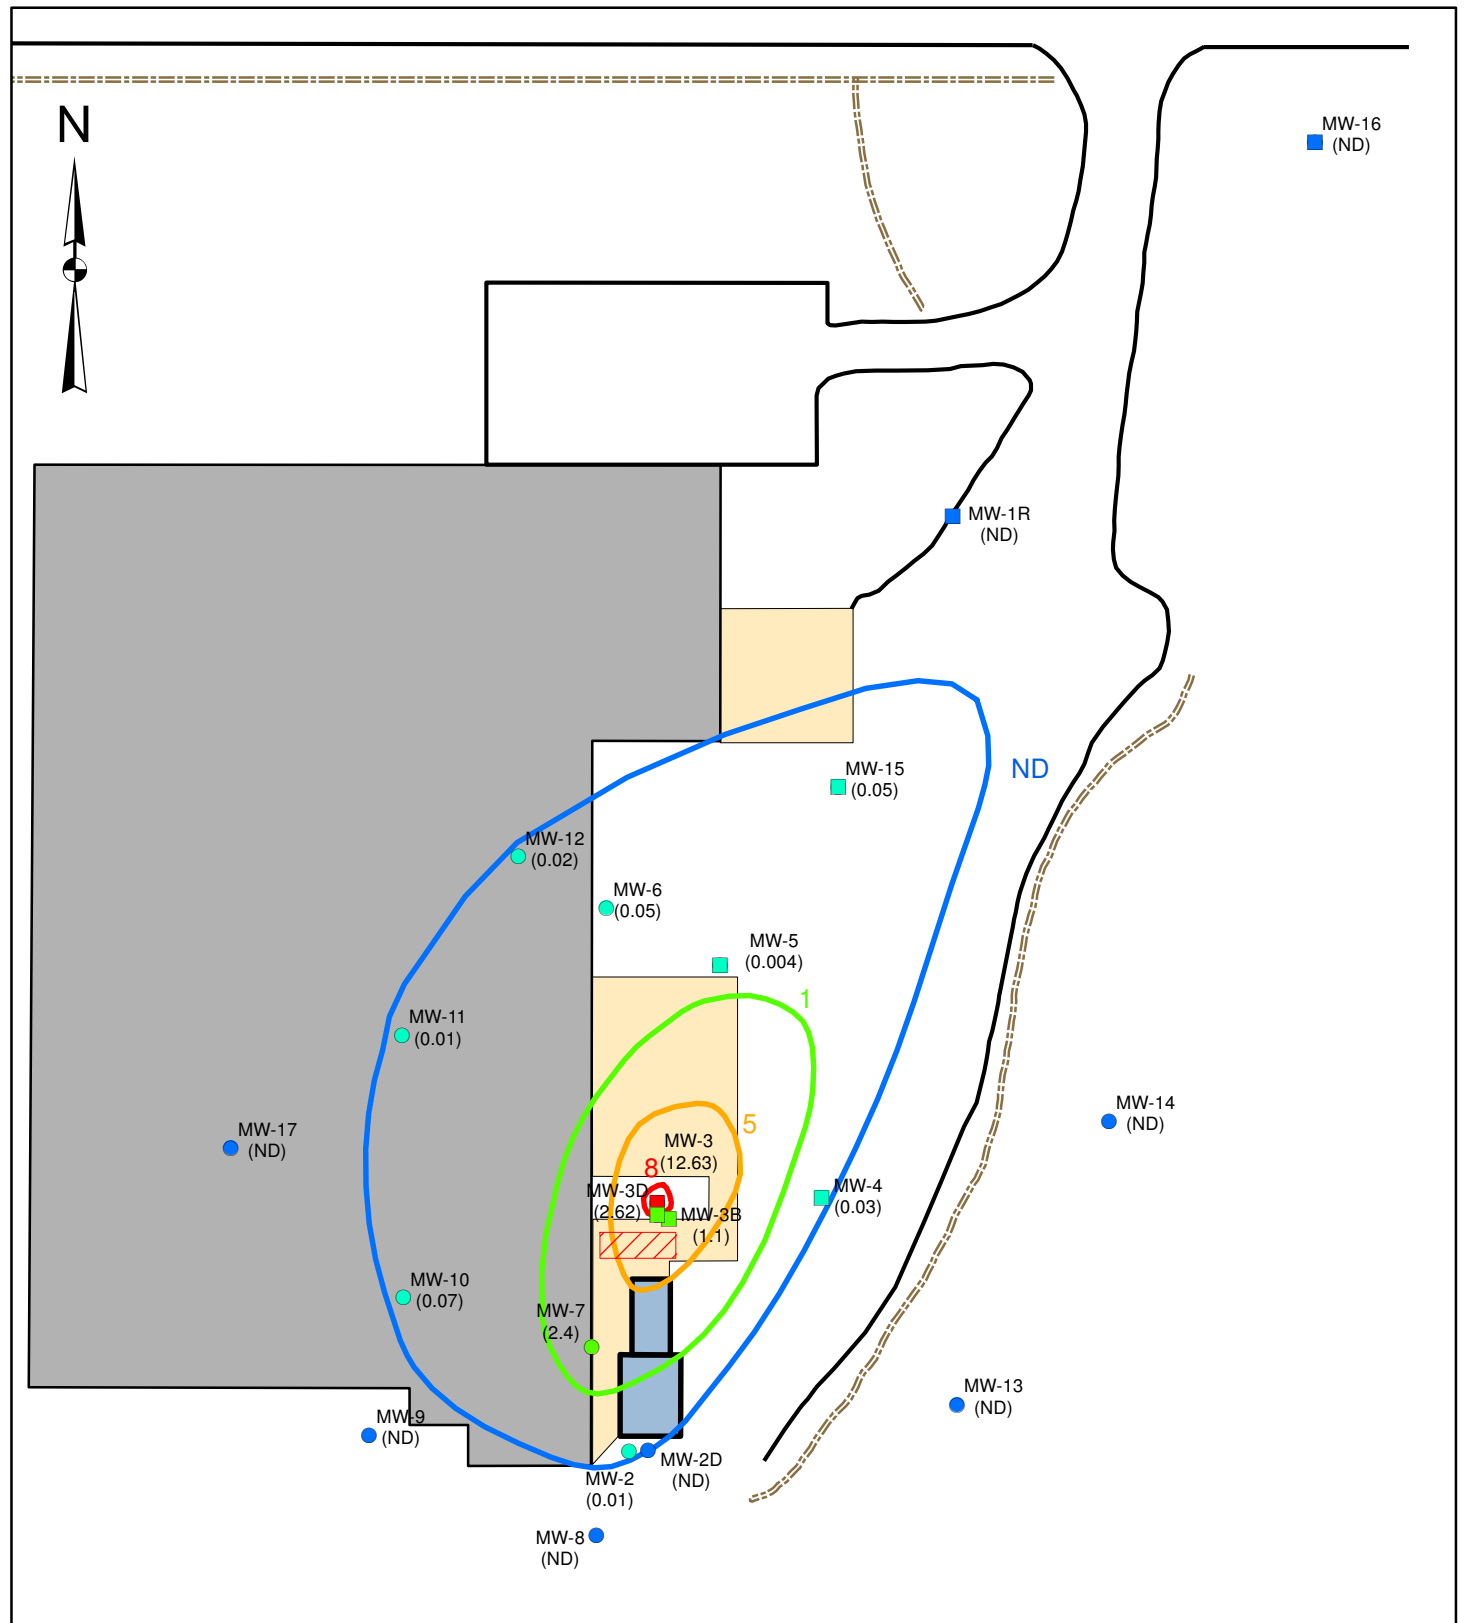 N
MW-16
(ND)
MW-1R
(ND)
ND
MW-15
(0.05)
MW-12
(0.02)
MW-6
(0.05)
MW-5
(0.004)
1
MW-11
(0.01)
MW-14
(ND)
MW-17
(ND)
5
MW-3
(12.63)
8
MW-3D
(2.62)
MW-3B
(1.1)
MW-4
(0.03)
MW-10
(0.07)
MW-7
(2.4)
MW-13
(ND)
MW-9
(ND)
MW-2D
(ND)
MW-2
(0.01)
MW-8
(ND)